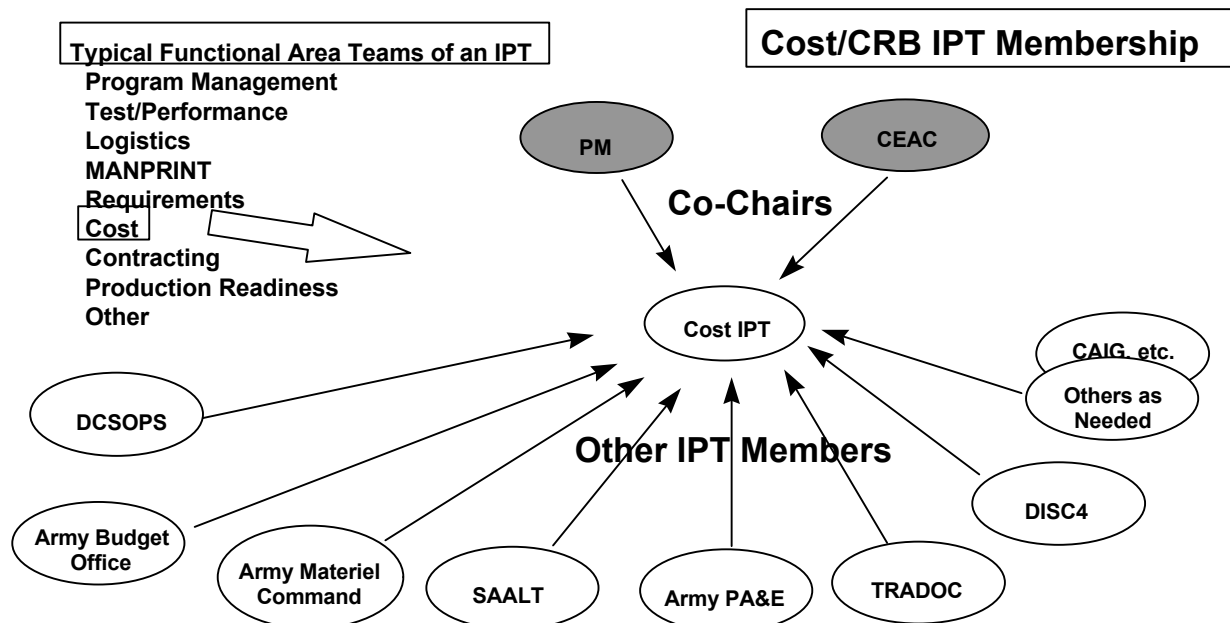 Typical Functional Area Teams of an IPT
Program Management
Test/Performance
Logistics
MANPRINT
Requirements
Cost
Contracting
Production Readiness
Other
Cost/CRB IPT Membership
PM
CEAC
Co-Chairs
Cost IPT
CAIG, etc.
Others as
Needed
DCSOPS
Other IPT Members
DISC4
Army Budget
Office
Army Materiel
Command
SAALT
Army PA&E
TRADOC